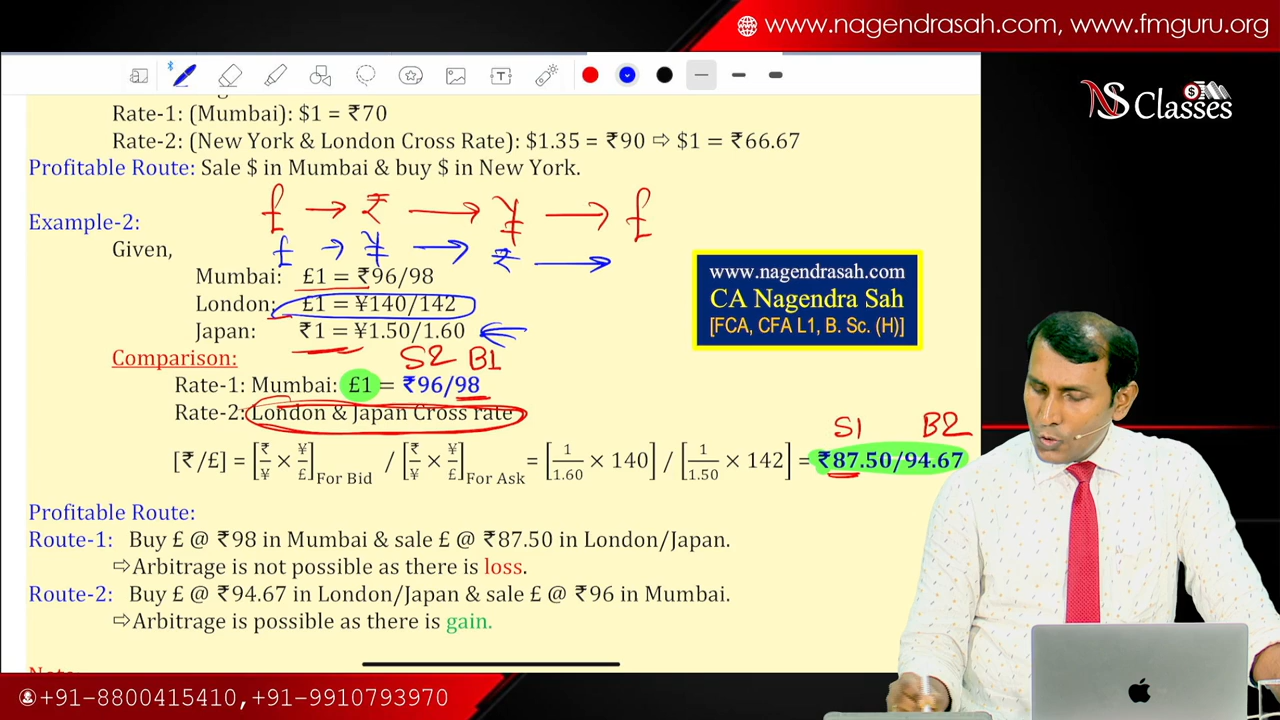 www.nagendrasah.com, www.fmguru.org
NS Classes
Rate-1: (Mumbai): $1 = ₹70
Rate-2: (New York & London Cross Rate): $1.35 = ₹90 ⇨ $1 = ₹66.67
Profitable Route: Sale $ in Mumbai & buy $ in New York.
£ → ₹ → ¥ → £
Example-2:
£ → ¥ → ₹ →
Given,
Mumbai: £1 = ₹96/98
London: £1 = ¥140/142
Japan: ₹1 = ¥1.50/1.60
www.nagendrasah.com
CA Nagendra Sah
[FCA, CFA L1, B. Sc. (H)]
Comparison:
S2 B1
Rate-1: Mumbai: £1 = ₹96/98
Rate-2: London & Japan Cross rate
S1 B2
[₹/£] = [₹/¥ × ¥/£] For Bid / [₹/¥ × ¥/£] For Ask = [1/1.60 × 140] / [1/1.50 × 142] = ₹87.50/94.67
Profitable Route:
Route-1: Buy £ @ ₹98 in Mumbai & sale £ @ ₹87.50 in London/Japan.
⇨Arbitrage is not possible as there is loss.
Route-2: Buy £ @ ₹94.67 in London/Japan & sale £ @ ₹96 in Mumbai.
⇨Arbitrage is possible as there is gain.
+91-8800415410,+91-9910793970